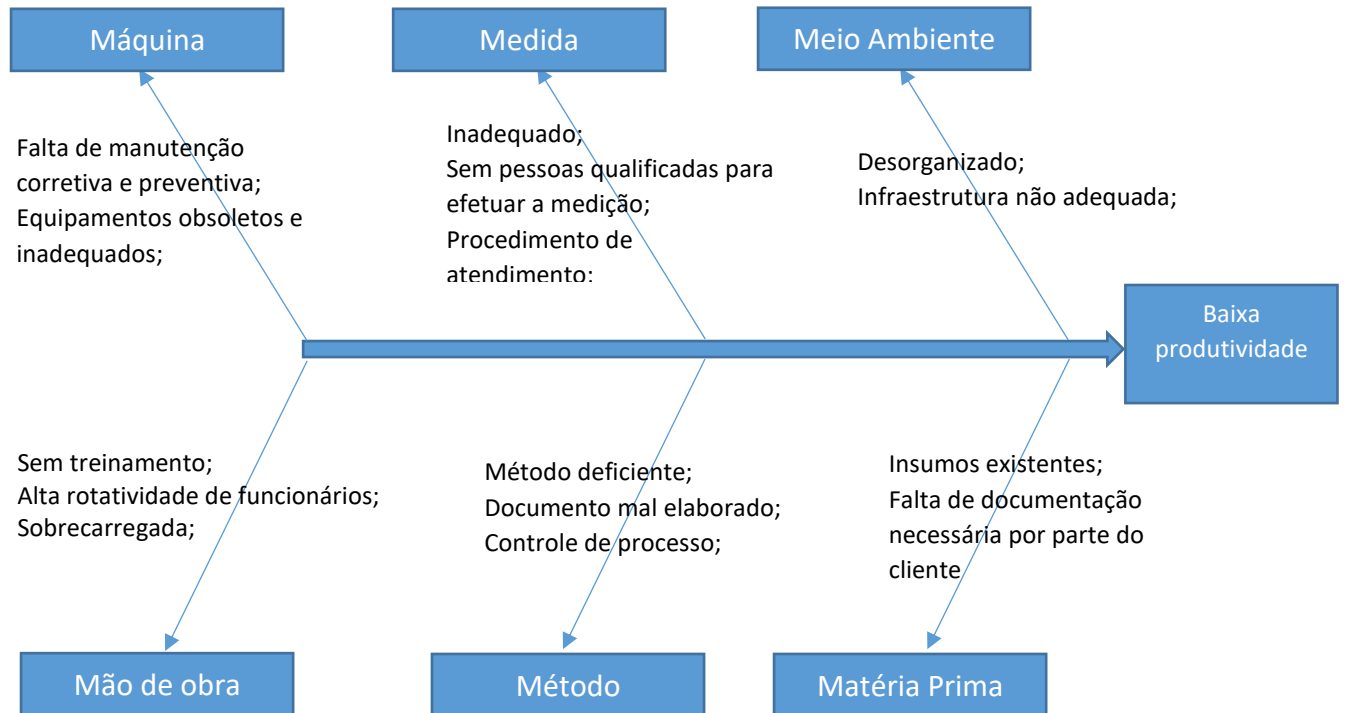 Máquina
Medida
Meio Ambiente
Falta de manutenção
corretiva e preventiva;
Equipamentos obsoletos e
inadequados;
Inadequado;
Sem pessoas qualificadas para
efetuar a medição;
Procedimento de
atendimento;
Desorganizado;
Infraestrutura não adequada;
Baixa
produtividade
Sem treinamento;
Alta rotatividade de funcionários;
Sobrecarregada;
Método deficiente;
Documento mal elaborado;
Controle de processo;
Insumos existentes;
Falta de documentação
necessária por parte do
cliente
Mão de obra
Método
Matéria Prima